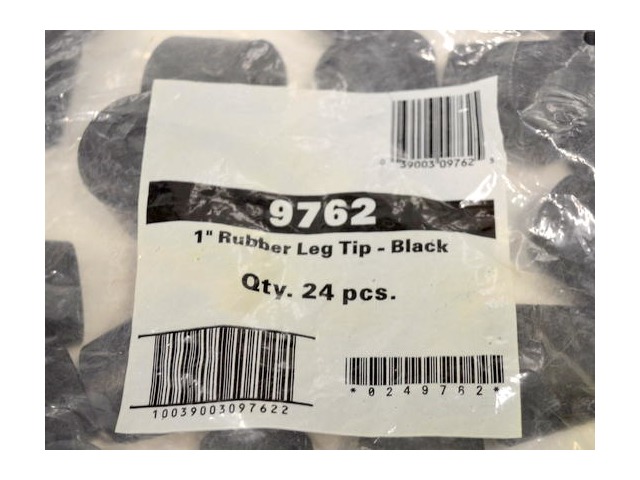 0 39003 09762 5
9762
1" Rubber Leg Tip - Black
Qty. 24 pcs.
10039003097622
*0249762*